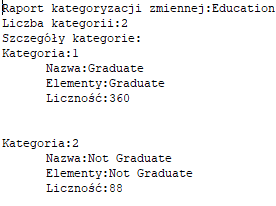 Raport kategoryzacji zmiennej:Education
Liczba kategorii:2
Szczegóły kategorie:
Kategoria:1
Nazwa:Graduate
Elementy:Graduate
Liczność:360
Kategoria:2
Nazwa:Not Graduate
Elementy:Not Graduate
Liczność:88